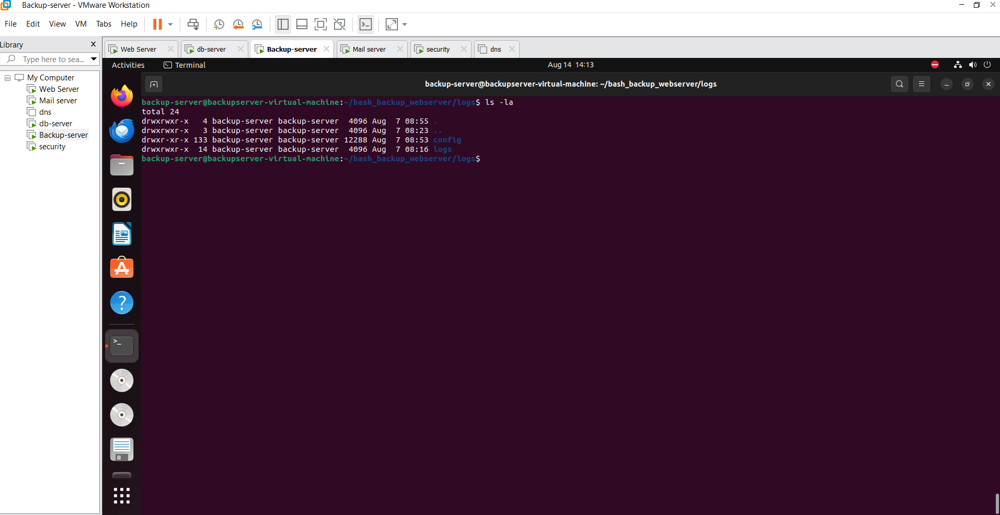 Backup-server - VMware Workstation
File Edit View VM Tabs Help
Library
Type here to sea...
My Computer
Web Server
Mail server
dns
db-server
Backup-server
security
Web Server db-server Backup-server Mail server security dns
Activities Terminal Aug 14 14:13
backup-server@backupserver-virtual-machine: ~/bash_backup_webserver/logs
backup-server@backupserver-virtual-machine:~/bash_backup_webserver/logs$ ls -la
total 24
drwxrwxr-x   4 backup-server backup-server  4096 Aug  7 08:55 .
drwxrwxr-x   3 backup-server backup-server  4096 Aug  7 08:23 ..
drwxr-xr-x 133 backup-server backup-server 12288 Aug  7 08:53 config
drwxrwxr-x  14 backup-server backup-server  4096 Aug  7 08:16 logs
backup-server@backupserver-virtual-machine:~/bash_backup_webserver/logs$